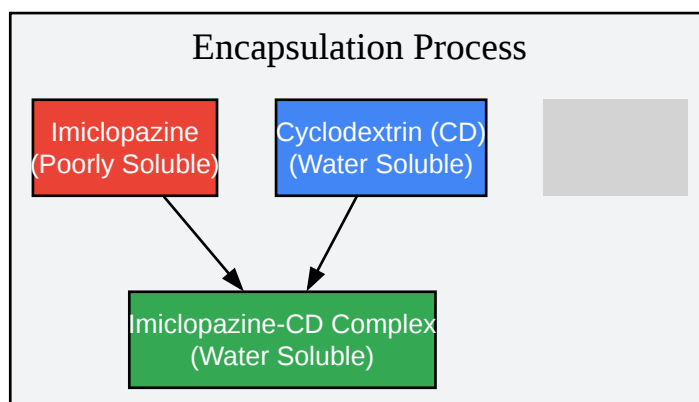 Encapsulation Process
Imiclopazine
(Poorly Soluble)
Cyclodextrin (CD)
(Water Soluble)
Imiclopazine-CD Complex
(Water Soluble)